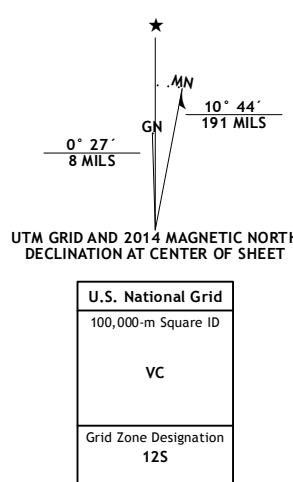 ★
MN
GN
10° 44´
191 MILS
0° 27´
8 MILS
UTM GRID AND 2014 MAGNETIC NORTH
DECLINATION AT CENTER OF SHEET
U.S. National Grid
100,000-m Square ID
VC
Grid Zone Designation
12S